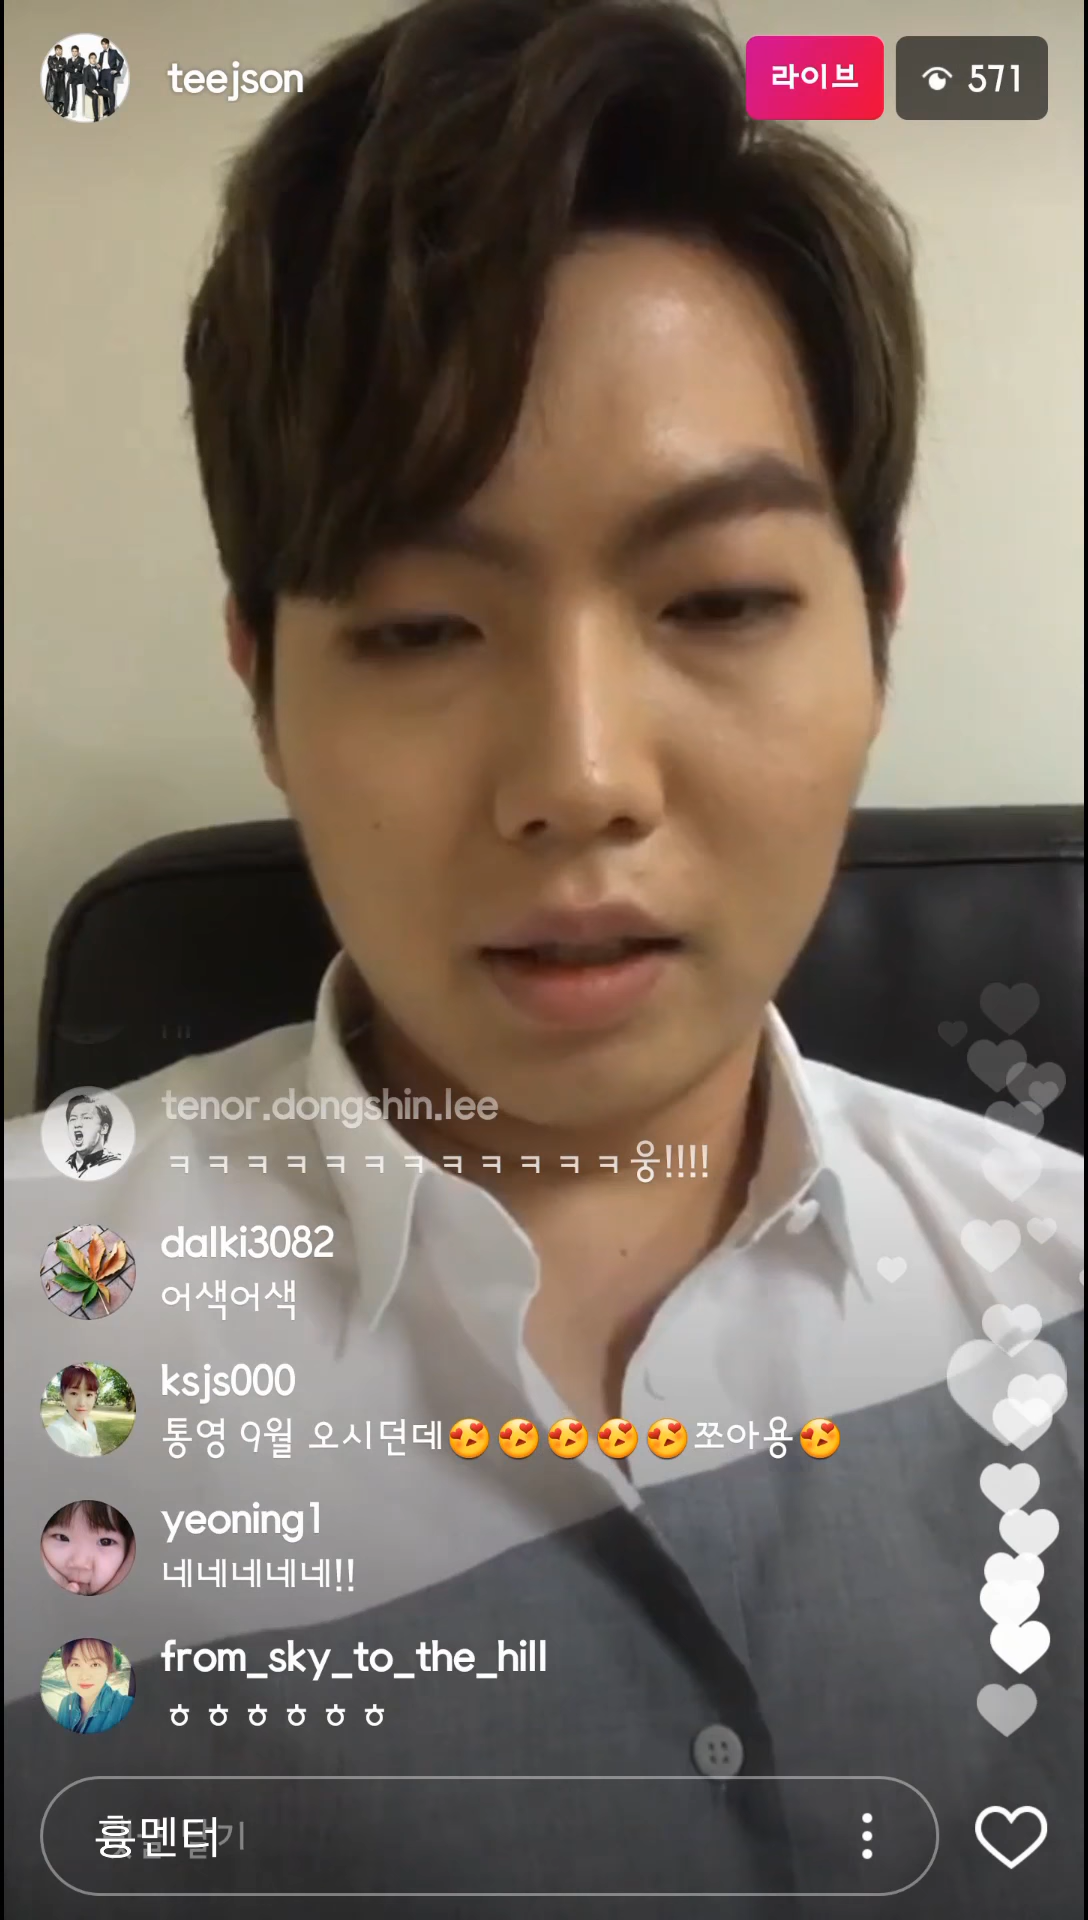 teejson
라이브
571
tenor.dongshin.lee
ㅋㅋㅋㅋㅋㅋㅋㅋㅋㅋㅋㅋ웅!!!!
dalki3082
어색어색
ksjs000
통영 9월 오시던데😍😍😍😍😍쪼아용😍
yeoning1
네네네네네!!
from_sky_to_the_hill
ㅎㅎㅎㅎㅎㅎ
흉멘터